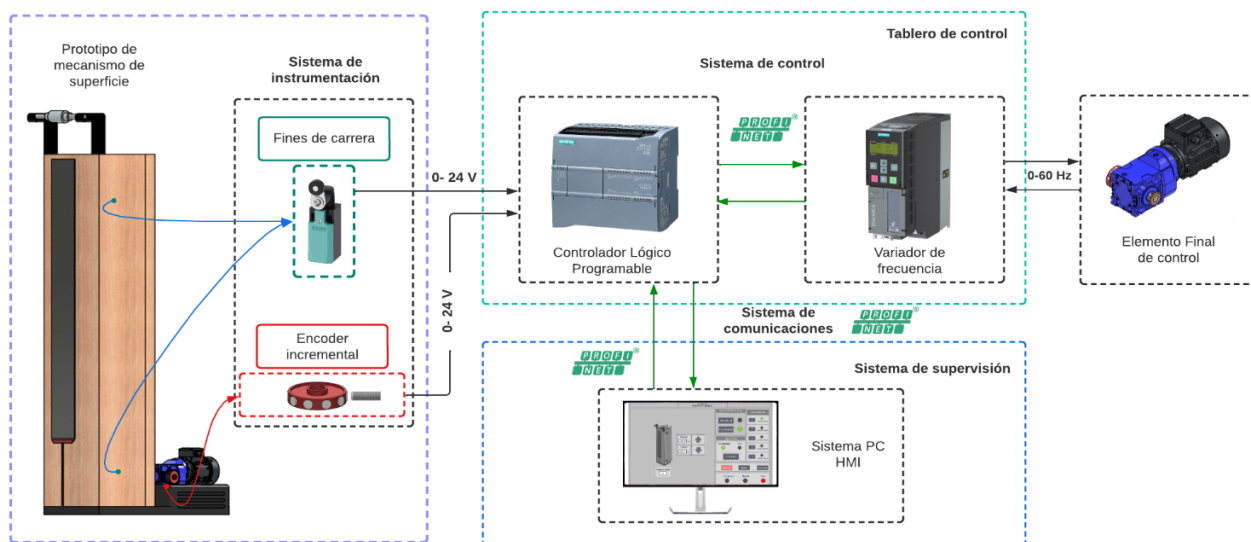 Prototipo de
mecanismo de
superficie
Sistema de
instrumentación
Fines de carrera
Encoder
incremental
0- 24 V
0- 24 V
Tablero de control
Sistema de control
SIEMENS
PROFI
NET
Controlador Lógico
Programable
Variador de
frecuencia
0-60 Hz
Elemento Final
de control
Sistema de
comunicaciones
PROFI
NET
PROFI
NET
Sistema de supervisión
Sistema PC
HMI